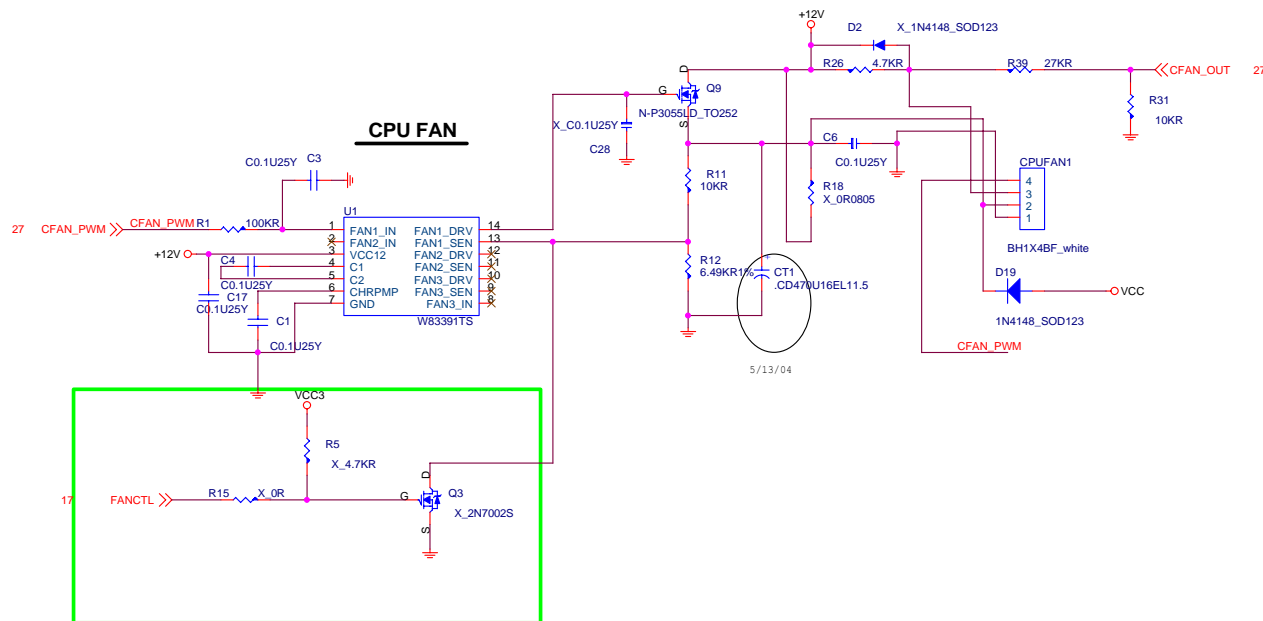 +12V
D2 X_1N4148_SOD123
R26 4.7KR
R39 27KR
CFAN_OUT 27
D
G
Q9
N-P3055LD_TO252
S
R31
10KR
CPU FAN
X_C0.1U25Y
C28
C6
C0.1U25Y
CPUFAN1
4
3
2
1
BH1X4BF_white
C0.1U25Y C3
R11
10KR
R18
X_0R0805
27 CFAN_PWM CFAN_PWM R1 100KR
U1
1 FAN1_IN FAN1_DRV 14
2 FAN2_IN FAN1_SEN 13
3 VCC12 FAN2_DRV 12
4 C1 FAN2_SEN 11
5 C2 FAN3_DRV 10
6 CHRPMP FAN3_SEN 9
7 GND FAN3_IN 8
W83391TS
+12V
C4
C0.1U25Y
C17
C0.1U25Y
C1
C0.1U25Y
R12
6.49KR1%
+
CT1
.CD470U16EL11.5
D19
VCC
1N4148_SOD123
CFAN_PWM
5/13/04
VCC3
R5
X_4.7KR
17 FANCTL R15 X_0R
D
G
Q3
X_2N7002S
S